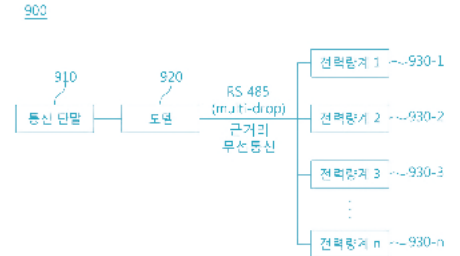 900
910
920
통신 단말
모뎀
RS 485
(multi-drop)
근거리
무선통신
전력량계 1
930-1
전력량계 2
930-2
전력량계 3
930-3
전력량계 n
930-n